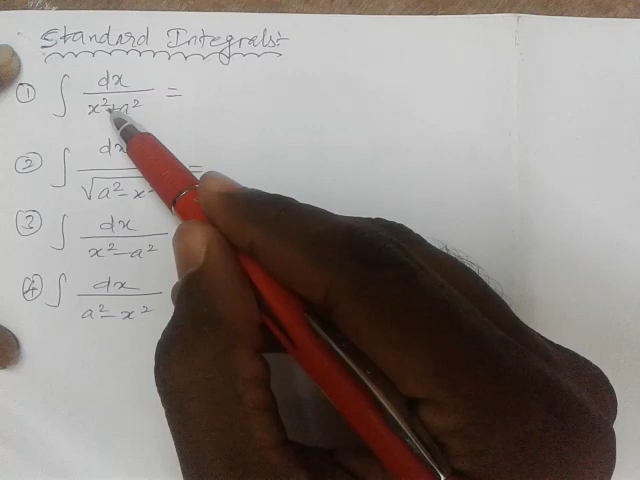 Standard Integrals:-
① ∫ dx / (x² + a²) =
② ∫ dx / √(a² - x²) =
③ ∫ dx / (x² - a²)
④ ∫ dx / (a² - x²)